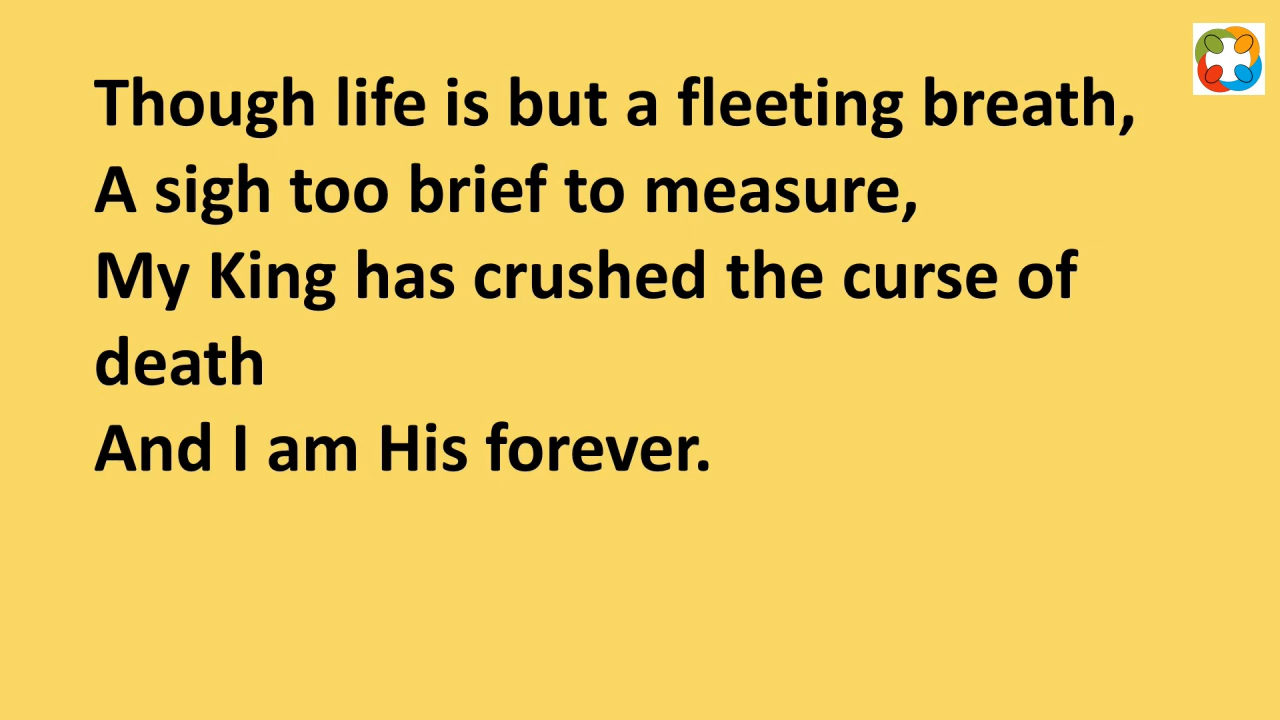 Though life is but a fleeting breath,
A sigh too brief to measure,
My King has crushed the curse of
death
And I am His forever.